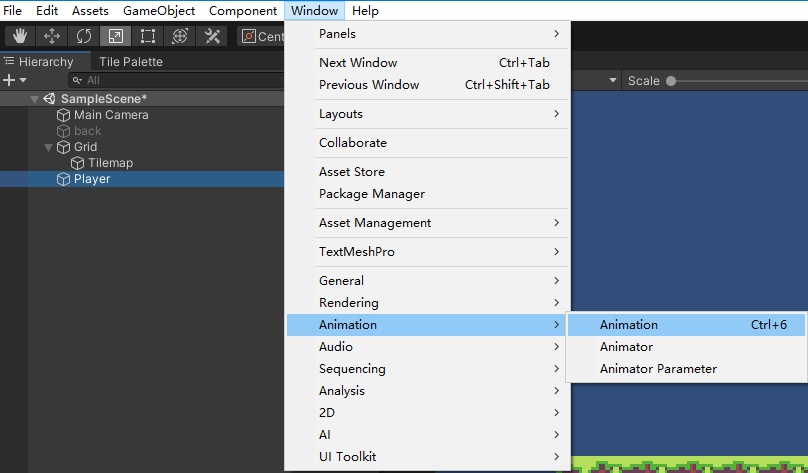 File Edit Assets GameObject Component Window Help
Cent
Hierarchy Tile Palette
All
Scale
SampleScene*
Main Camera
back
Grid
Tilemap
Player
Panels
Next Window Ctrl+Tab
Previous Window Ctrl+Shift+Tab
Layouts
Collaborate
Asset Store
Package Manager
Asset Management
TextMeshPro
General
Rendering
Animation
Audio
Sequencing
Analysis
2D
AI
UI Toolkit
Animation Ctrl+6
Animator
Animator Parameter